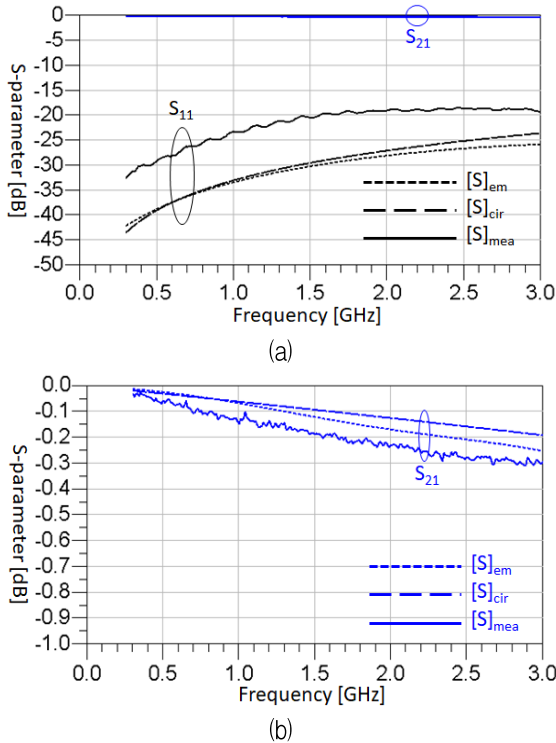 0
-5
-10
-15
-20
-25
-30
-35
-40
-45
-50
S-parameter [dB]
S21
S11
[S]em
[S]cir
[S]mea
0.0 0.5 1.0 1.5 2.0 2.5 3.0
Frequency [GHz]
(a)
0.0
-0.1
-0.2
-0.3
-0.4
-0.5
-0.6
-0.7
-0.8
-0.9
-1.0
S-parameter [dB]
S21
[S]em
[S]cir
[S]mea
0.0 0.5 1.0 1.5 2.0 2.5 3.0
Frequency [GHz]
(b)